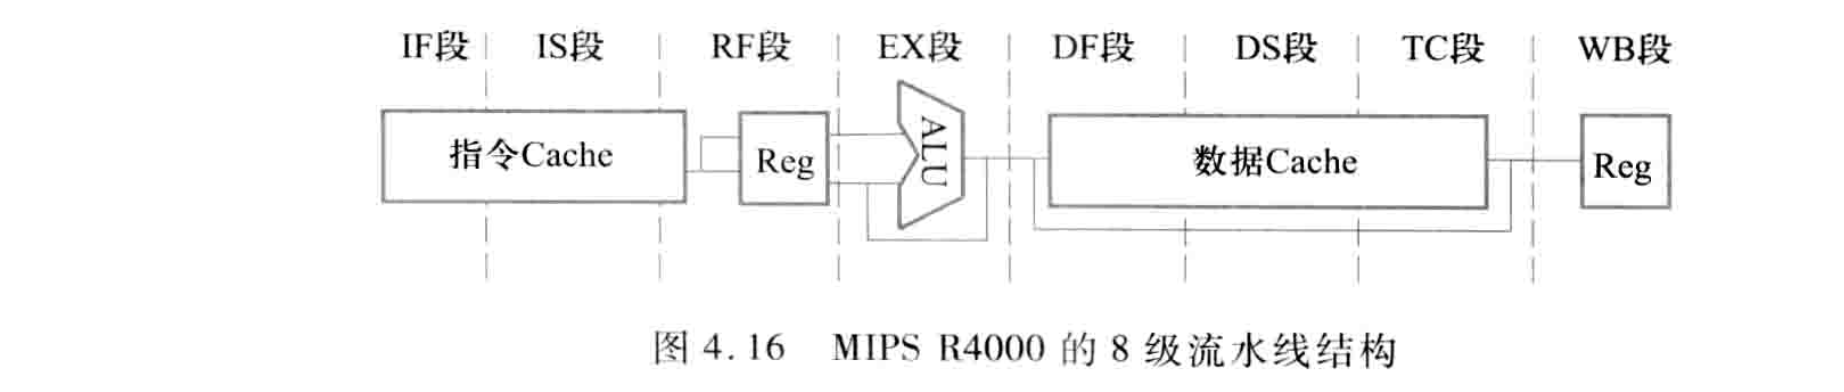 IF段 IS段 RF段 EX段 DF段 DS段 TC段 WB段
指令Cache Reg ALU 数据Cache Reg
图 4.16 MIPS R4000 的 8 级流水线结构